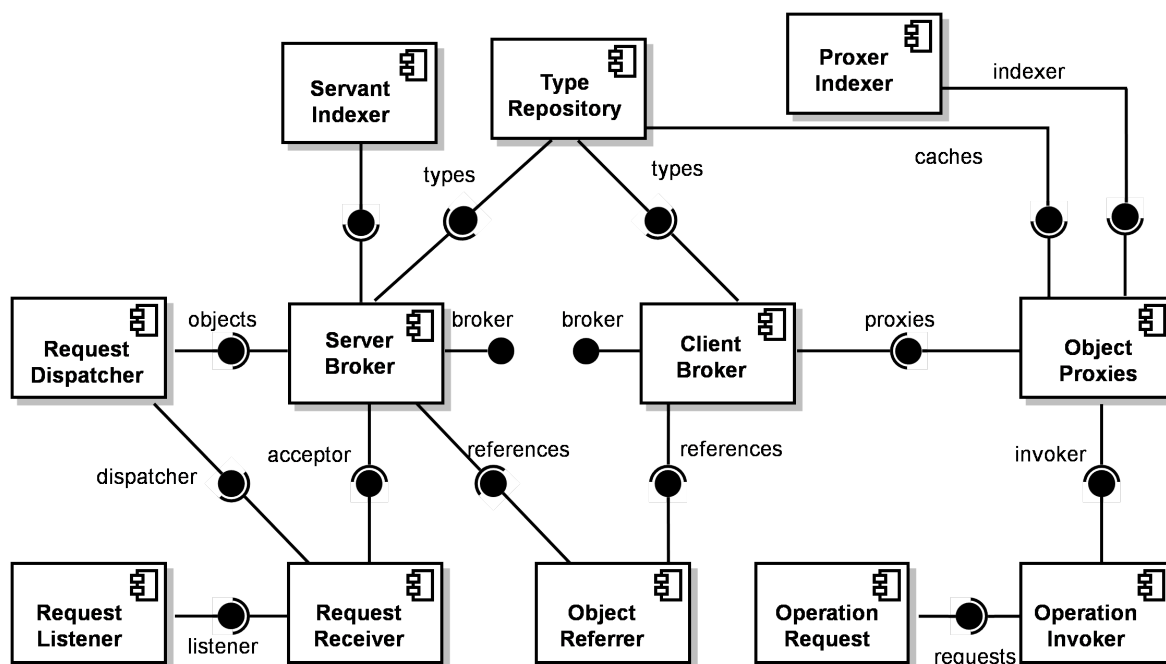 Servant
Indexer
Type
Repository
Proxer
Indexer
indexer
caches
types
types
Request
Dispatcher
objects
Server
Broker
broker
broker
Client
Broker
proxies
Object
Proxies
dispatcher
acceptor
references
references
invoker
Request
Listener
listener
Request
Receiver
Object
Referrer
Operation
Request
requests
Operation
Invoker